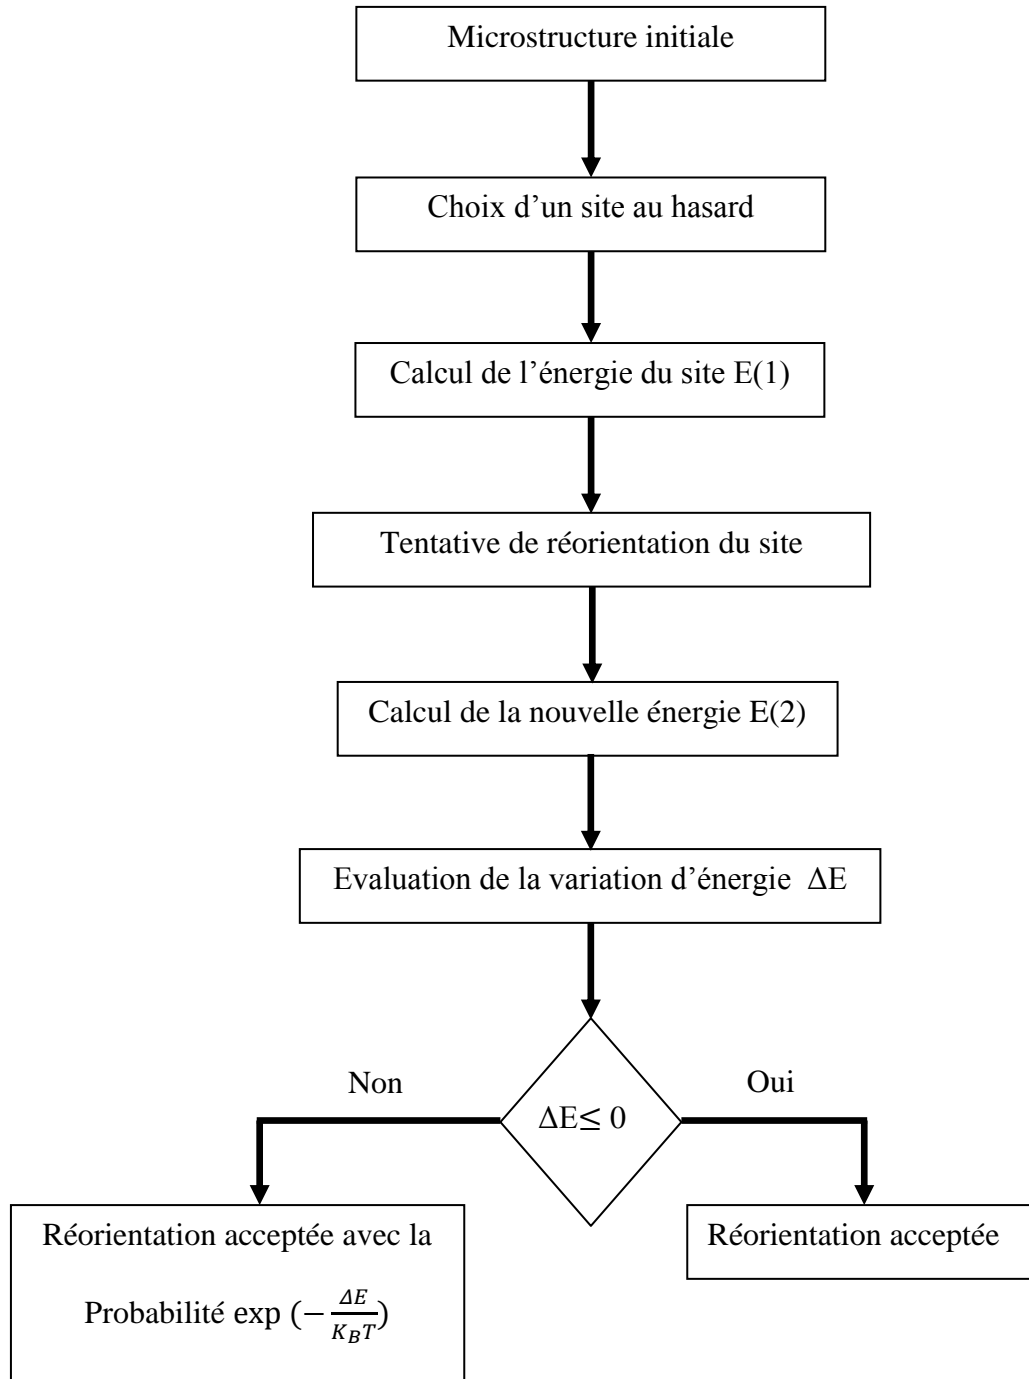 Microstructure initiale
Choix d’un site au hasard
Calcul de l’énergie du site E(1)
Tentative de réorientation du site
Calcul de la nouvelle énergie E(2)
Evaluation de la variation d’énergie ΔE
Non
Oui
ΔE≤ 0
Réorientation acceptée avec la
Probabilité exp (−ΔE/K_BT)
Réorientation acceptée